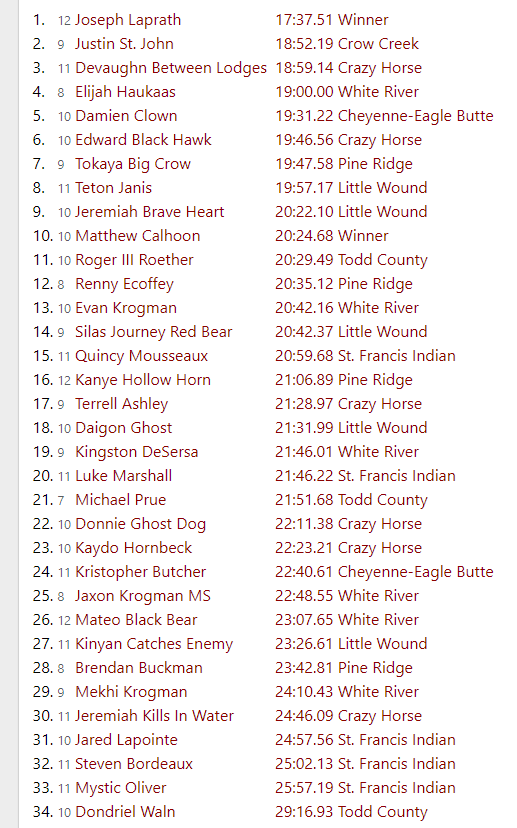 1. 12 Joseph Laprath 17:37.51 Winner
2. 9 Justin St. John 18:52.19 Crow Creek
3. 11 Devaughn Between Lodges 18:59.14 Crazy Horse
4. 8 Elijah Haukaas 19:00.00 White River
5. 10 Damien Clown 19:31.22 Cheyenne-Eagle Butte
6. 10 Edward Black Hawk 19:46.56 Crazy Horse
7. 9 Tokaya Big Crow 19:47.58 Pine Ridge
8. 11 Teton Janis 19:57.17 Little Wound
9. 10 Jeremiah Brave Heart 20:22.10 Little Wound
10. 10 Matthew Calhoon 20:24.68 Winner
11. 10 Roger III Roether 20:29.49 Todd County
12. 8 Renny Ecoffey 20:35.12 Pine Ridge
13. 10 Evan Krogman 20:42.16 White River
14. 9 Silas Journey Red Bear 20:42.37 Little Wound
15. 11 Quincy Mousseaux 20:59.68 St. Francis Indian
16. 12 Kanye Hollow Horn 21:06.89 Pine Ridge
17. 9 Terrell Ashley 21:28.97 Crazy Horse
18. 10 Daigon Ghost 21:31.99 Little Wound
19. 9 Kingston DeSersa 21:46.01 White River
20. 11 Luke Marshall 21:46.22 St. Francis Indian
21. 7 Michael Prue 21:51.68 Todd County
22. 10 Donnie Ghost Dog 22:11.38 Crazy Horse
23. 10 Kaydo Hornbeck 22:23.21 Crazy Horse
24. 11 Kristopher Butcher 22:40.61 Cheyenne-Eagle Butte
25. 8 Jaxon Krogman MS 22:48.55 White River
26. 12 Mateo Black Bear 23:07.65 White River
27. 11 Kinyan Catches Enemy 23:26.61 Little Wound
28. 8 Brendan Buckman 23:42.81 Pine Ridge
29. 9 Mekhi Krogman 24:10.43 White River
30. 11 Jeremiah Kills In Water 24:46.09 Crazy Horse
31. 10 Jared Lapointe 24:57.56 St. Francis Indian
32. 11 Steven Bordeaux 25:02.13 St. Francis Indian
33. 11 Mystic Oliver 25:57.19 St. Francis Indian
34. 10 Dondriel Waln 29:16.93 Todd County